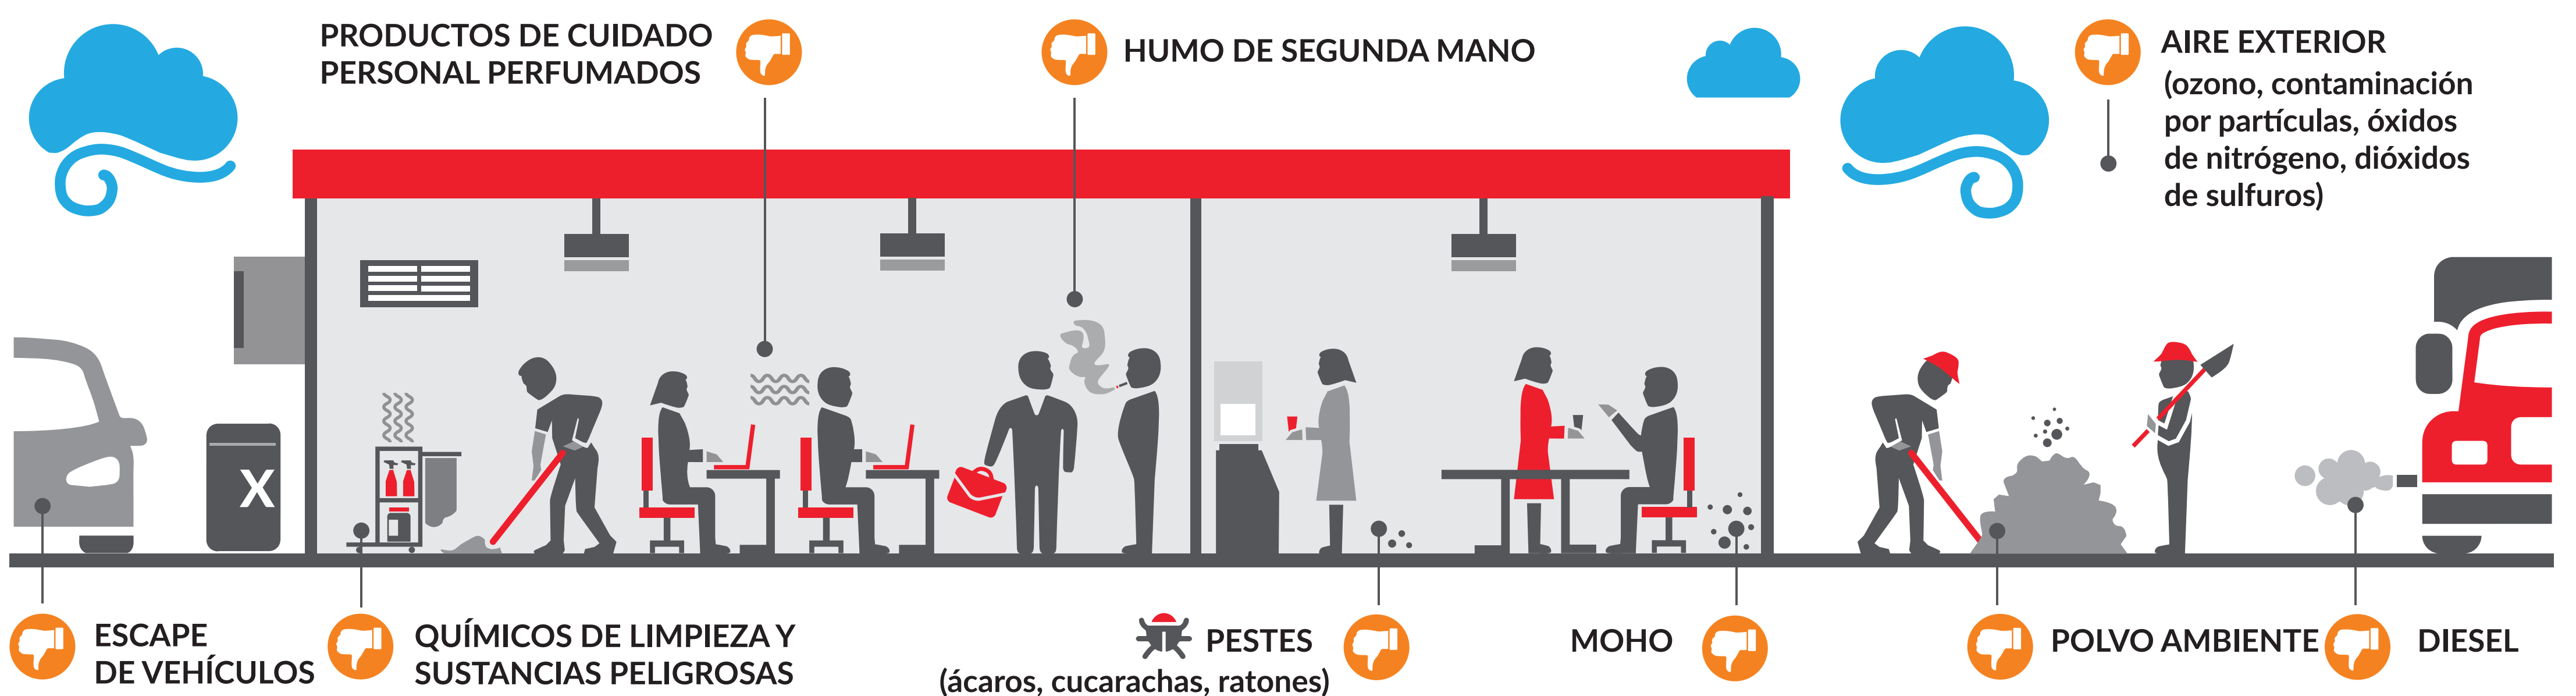 PRODUCTOS DE CUIDADO
PERSONAL PERFUMADOS
HUMO DE SEGUNDA MANO
AIRE EXTERIOR
(ozono, contaminación
por partículas, óxidos
de nitrógeno, dióxidos
de sulfuros)
X
ESCAPE
DE VEHÍCULOS
QUÍMICOS DE LIMPIEZA Y
SUSTANCIAS PELIGROSAS
PESTES
(ácaros, cucarachas, ratones)
MOHO
POLVO AMBIENTE
DIESEL